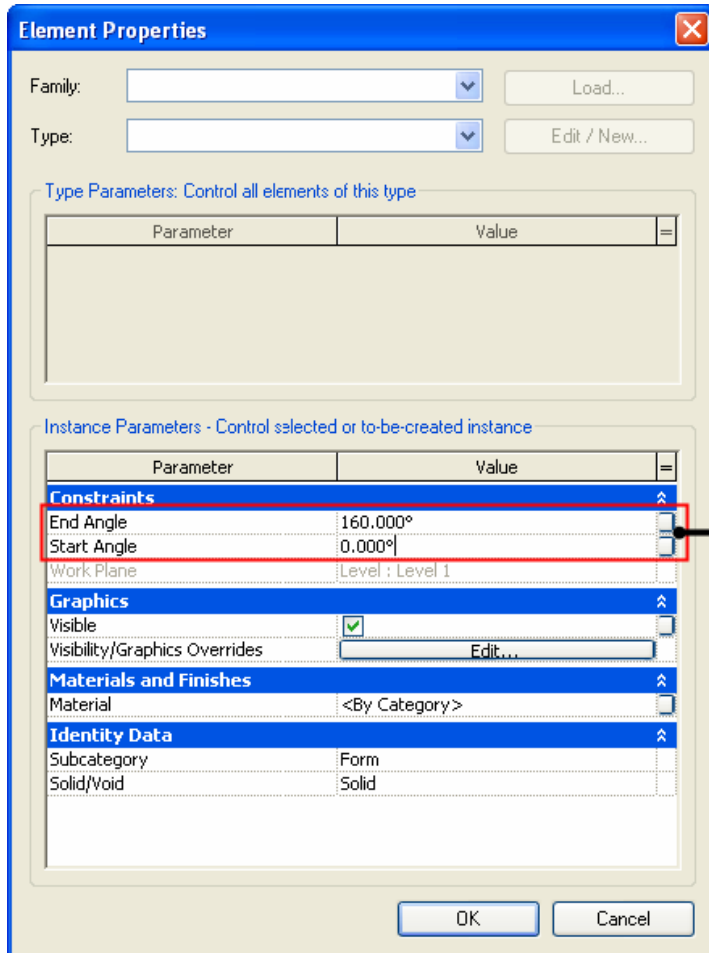 Element Properties
Family: Load...
Type: Edit / New...
Type Parameters: Control all elements of this type
Parameter Value =
Instance Parameters - Control selected or to-be-created instance
Parameter Value =
Constraints
End Angle 160.000°
Start Angle 0.000°
Work Plane Level : Level 1
Graphics
Visible
Visibility/Graphics Overrides Edit...
Materials and Finishes
Material <By Category>
Identity Data
Subcategory Form
Solid/Void Solid
OK Cancel